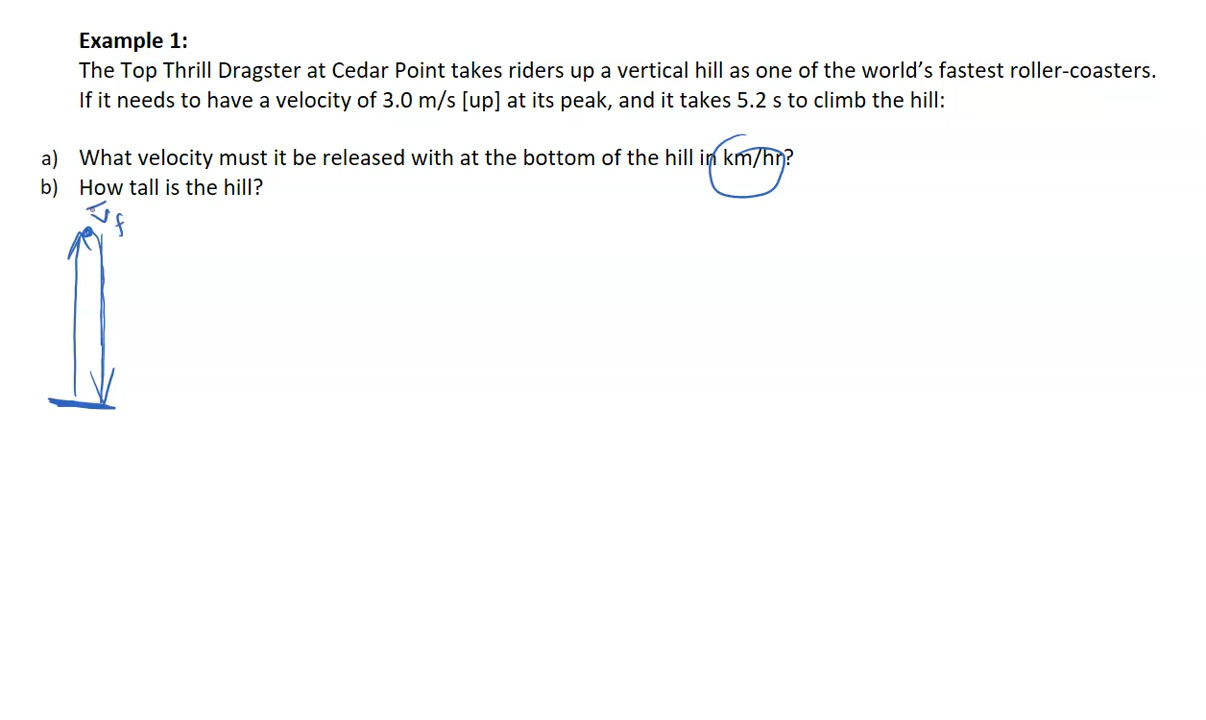 Example 1:
The Top Thrill Dragster at Cedar Point takes riders up a vertical hill as one of the world's fastest roller-coasters.
If it needs to have a velocity of 3.0 m/s [up] at its peak, and it takes 5.2 s to climb the hill:
a) What velocity must it be released with at the bottom of the hill in km/hr?
b) How tall is the hill?
v⃗f